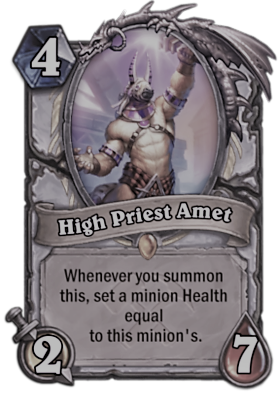 4
High Priest Amet
Whenever you summon
this, set a minion Health
equal
to this minion's.
2
7